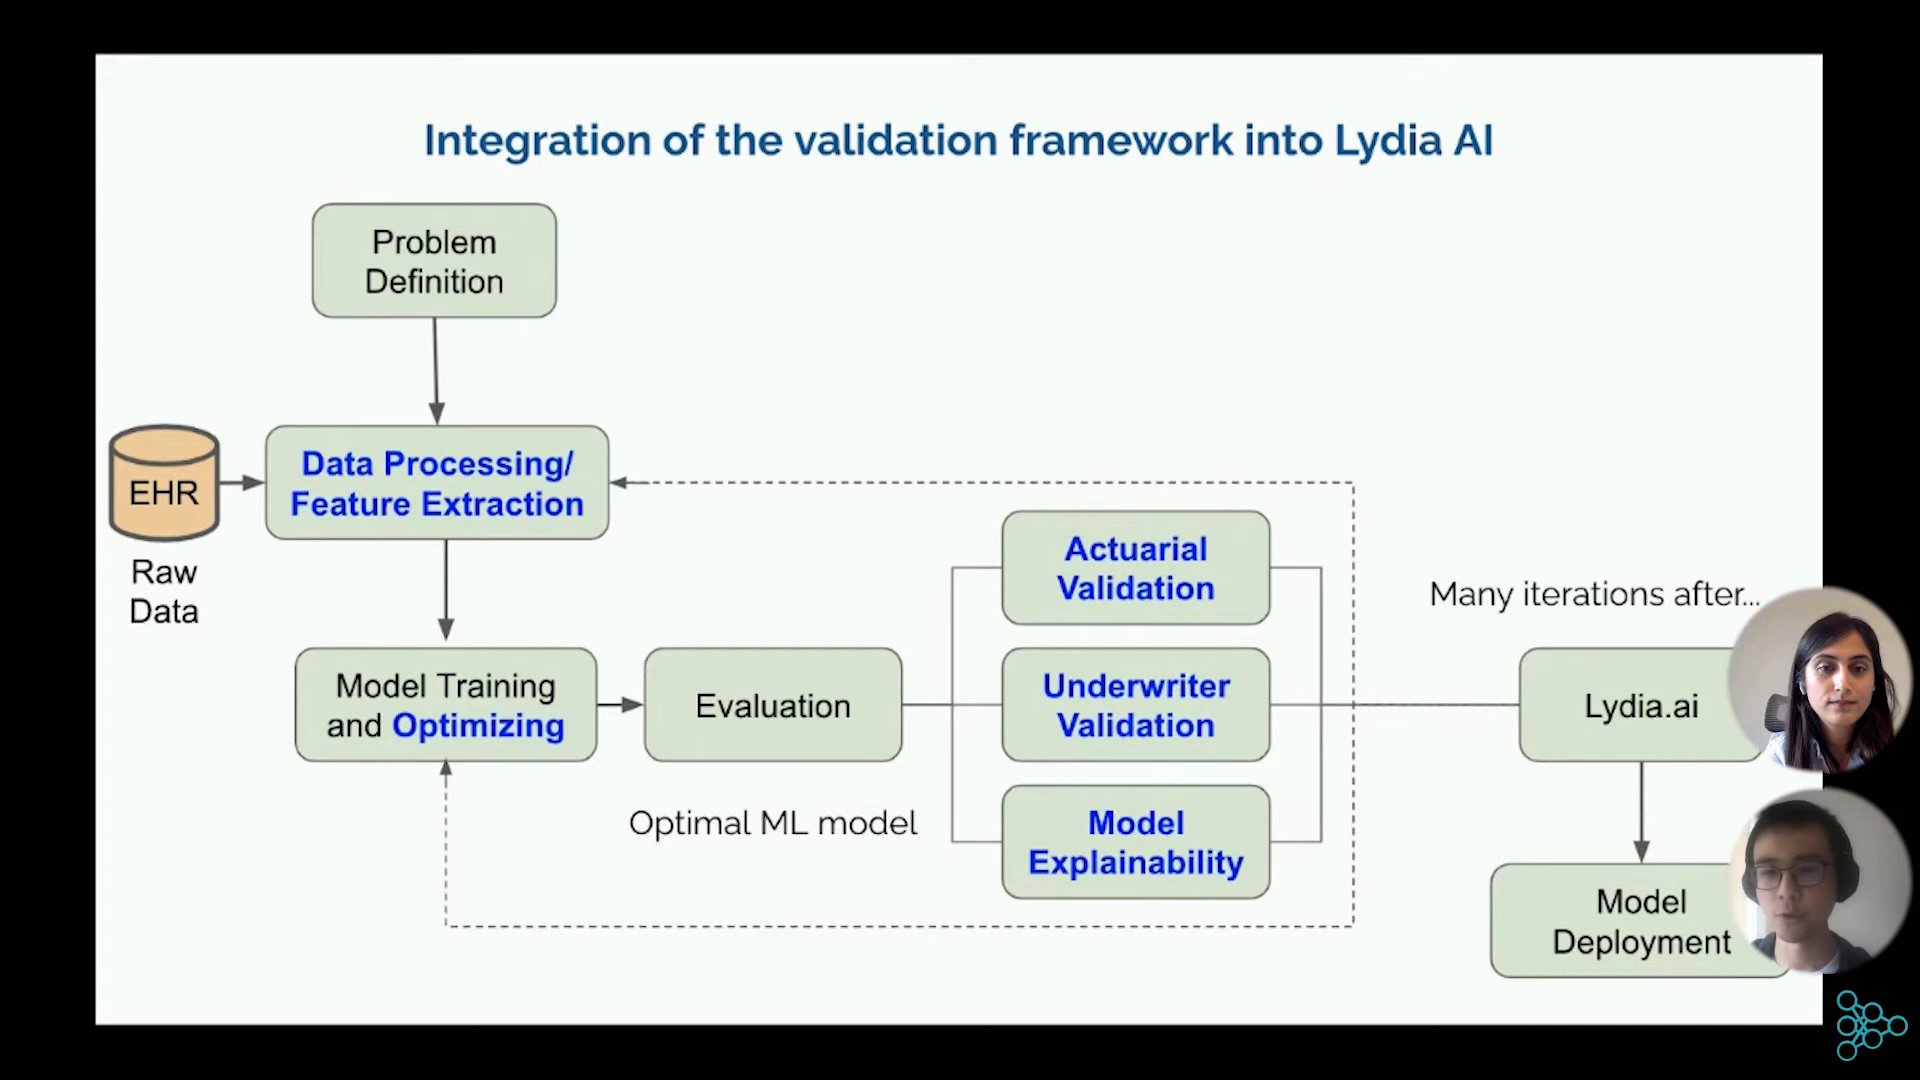 Integration of the validation framework into Lydia AI
Problem
Definition
EHR
Raw
Data
Data Processing/
Feature Extraction
Model Training
and Optimizing
Evaluation
Optimal ML model
Actuarial
Validation
Underwriter
Validation
Model
Explainability
Many iterations after...
Lydia.ai
Model
Deployment